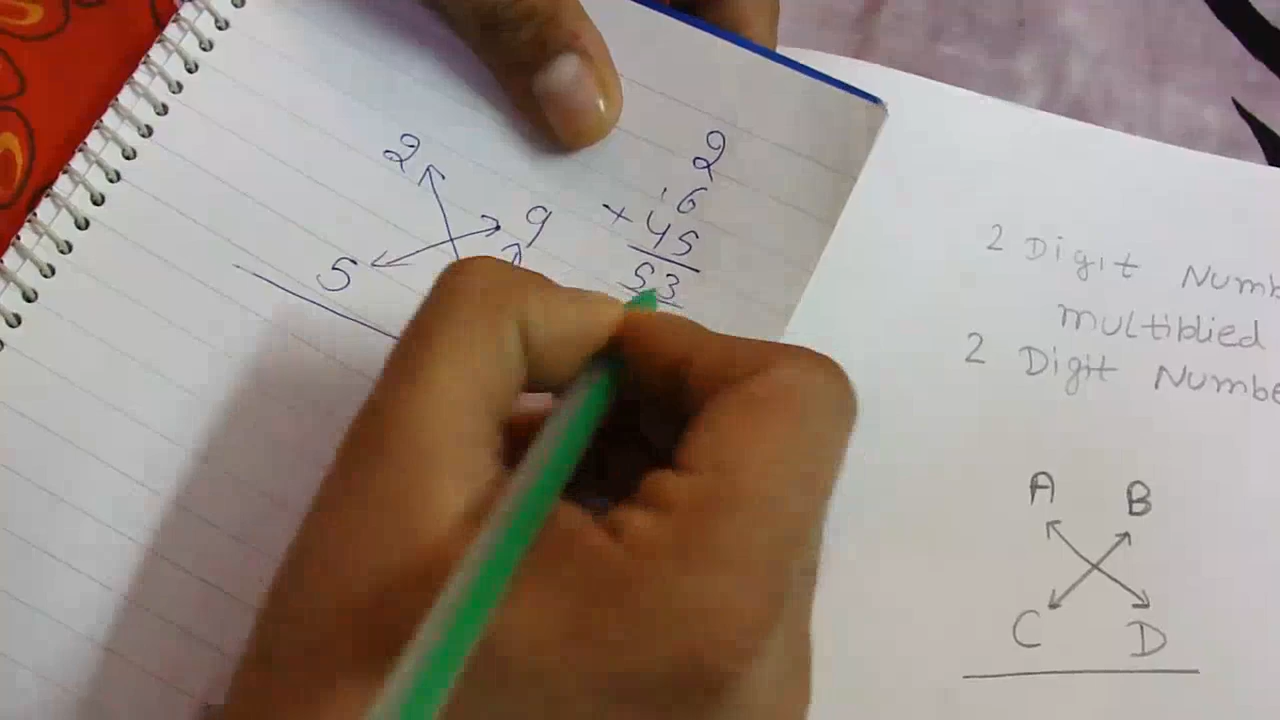 2 9
5
2
16
+ 45
53
2 Digit Numb
multiblied
2 Digit Numbe
A B
C D